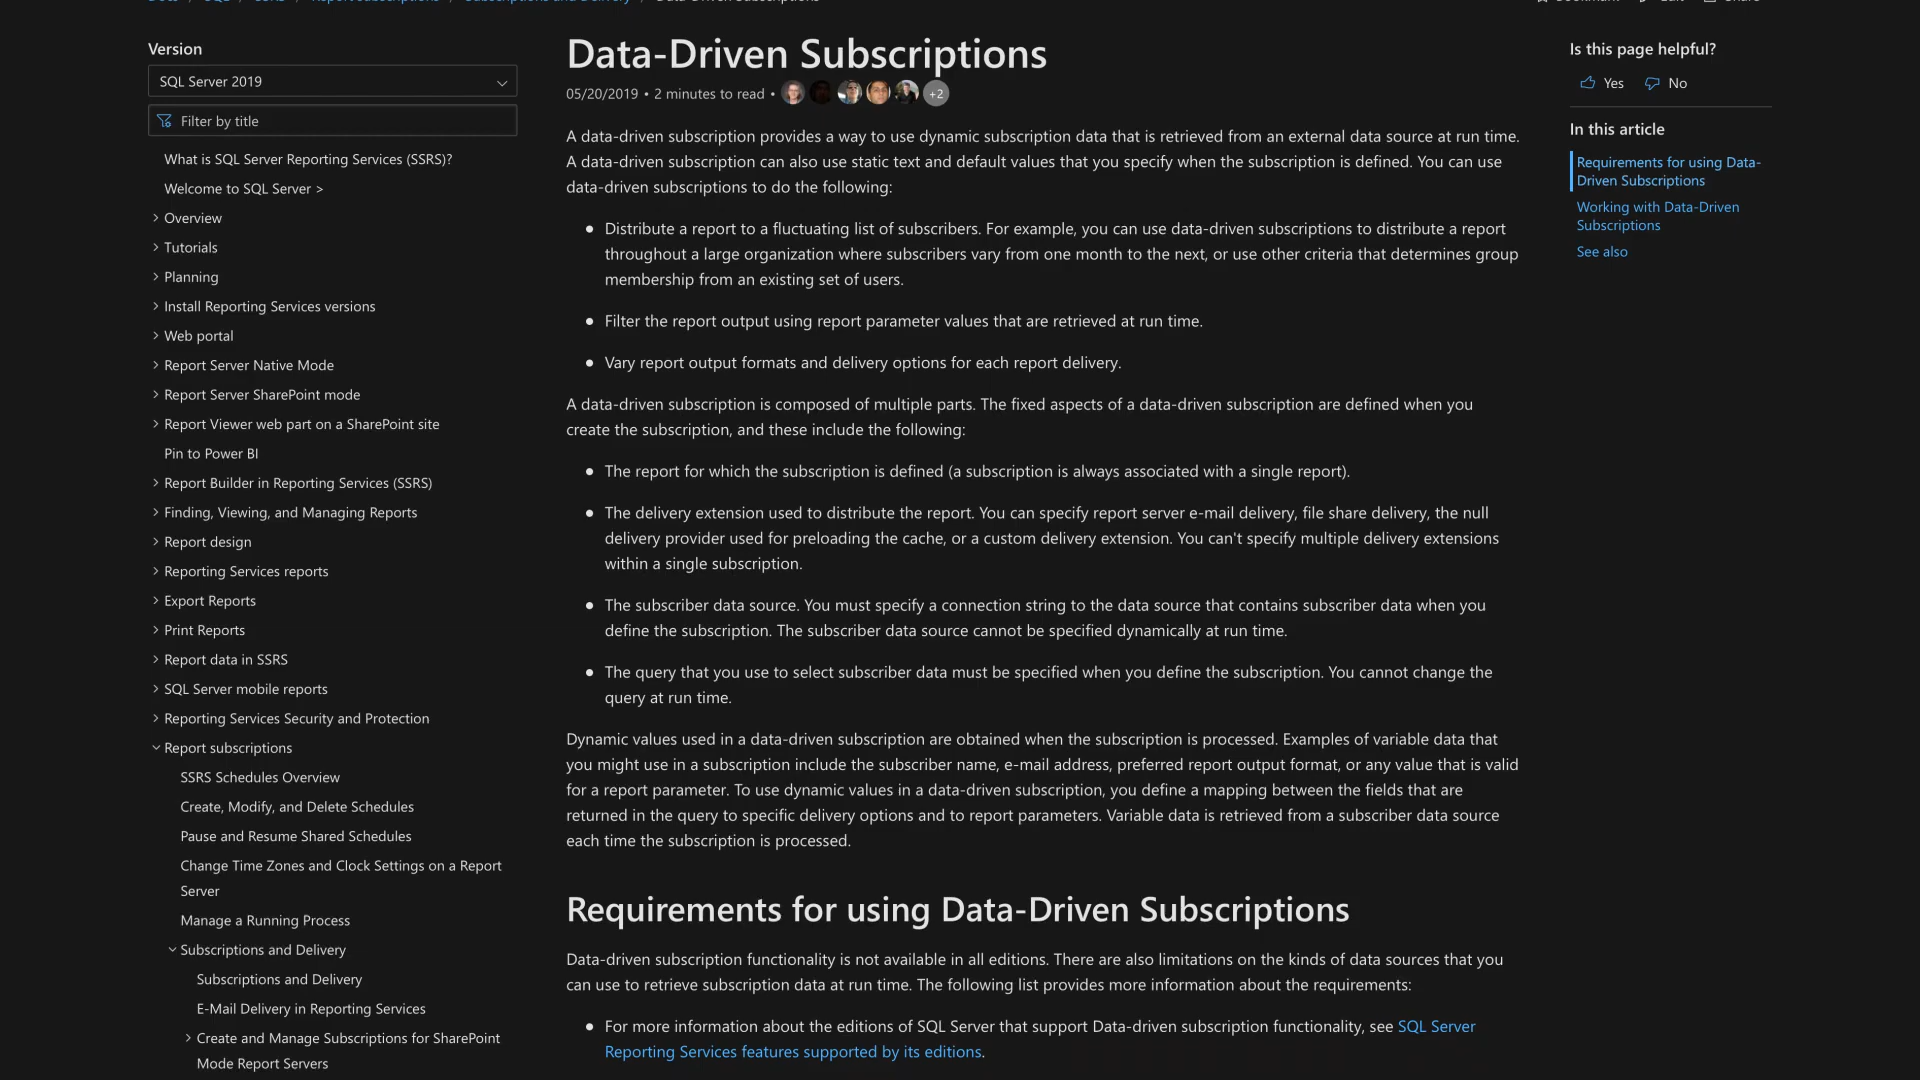 Docs / SQL / SSRS / Report subscriptions / Subscriptions and Delivery / Data-Driven Subscriptions
Bookmark Edit Share
Version
SQL Server 2019
Filter by title
What is SQL Server Reporting Services (SSRS)?
Welcome to SQL Server >
Overview
Tutorials
Planning
Install Reporting Services versions
Web portal
Report Server Native Mode
Report Server SharePoint mode
Report Viewer web part on a SharePoint site
Pin to Power BI
Report Builder in Reporting Services (SSRS)
Finding, Viewing, and Managing Reports
Report design
Reporting Services reports
Export Reports
Print Reports
Report data in SSRS
SQL Server mobile reports
Reporting Services Security and Protection
Report subscriptions
SSRS Schedules Overview
Create, Modify, and Delete Schedules
Pause and Resume Shared Schedules
Change Time Zones and Clock Settings on a Report
Server
Manage a Running Process
Subscriptions and Delivery
Subscriptions and Delivery
E-Mail Delivery in Reporting Services
Create and Manage Subscriptions for SharePoint
Mode Report Servers
Data-Driven Subscriptions
05/20/2019 • 2 minutes to read • +2
A data-driven subscription provides a way to use dynamic subscription data that is retrieved from an external data source at run time.
A data-driven subscription can also use static text and default values that you specify when the subscription is defined. You can use
data-driven subscriptions to do the following:
• Distribute a report to a fluctuating list of subscribers. For example, you can use data-driven subscriptions to distribute a report
throughout a large organization where subscribers vary from one month to the next, or use other criteria that determines group
membership from an existing set of users.
• Filter the report output using report parameter values that are retrieved at run time.
• Vary report output formats and delivery options for each report delivery.
A data-driven subscription is composed of multiple parts. The fixed aspects of a data-driven subscription are defined when you
create the subscription, and these include the following:
• The report for which the subscription is defined (a subscription is always associated with a single report).
• The delivery extension used to distribute the report. You can specify report server e-mail delivery, file share delivery, the null
delivery provider used for preloading the cache, or a custom delivery extension. You can't specify multiple delivery extensions
within a single subscription.
• The subscriber data source. You must specify a connection string to the data source that contains subscriber data when you
define the subscription. The subscriber data source cannot be specified dynamically at run time.
• The query that you use to select subscriber data must be specified when you define the subscription. You cannot change the
query at run time.
Dynamic values used in a data-driven subscription are obtained when the subscription is processed. Examples of variable data that
you might use in a subscription include the subscriber name, e-mail address, preferred report output format, or any value that is valid
for a report parameter. To use dynamic values in a data-driven subscription, you define a mapping between the fields that are
returned in the query to specific delivery options and to report parameters. Variable data is retrieved from a subscriber data source
each time the subscription is processed.
Requirements for using Data-Driven Subscriptions
Data-driven subscription functionality is not available in all editions. There are also limitations on the kinds of data sources that you
can use to retrieve subscription data at run time. The following list provides more information about the requirements:
• For more information about the editions of SQL Server that support Data-driven subscription functionality, see SQL Server
Reporting Services features supported by its editions.
Is this page helpful?
Yes No
In this article
Requirements for using Data-
Driven Subscriptions
Working with Data-Driven
Subscriptions
See also